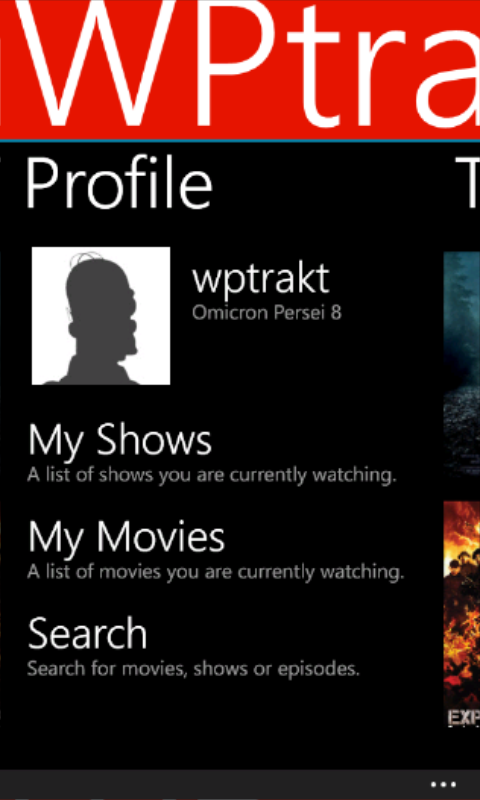 WPtra
Profile
T
wptrakt
Omicron Persei 8
My Shows
A list of shows you are currently watching.
My Movies
A list of movies you are currently watching.
Search
Search for movies, shows or episodes.
EXP